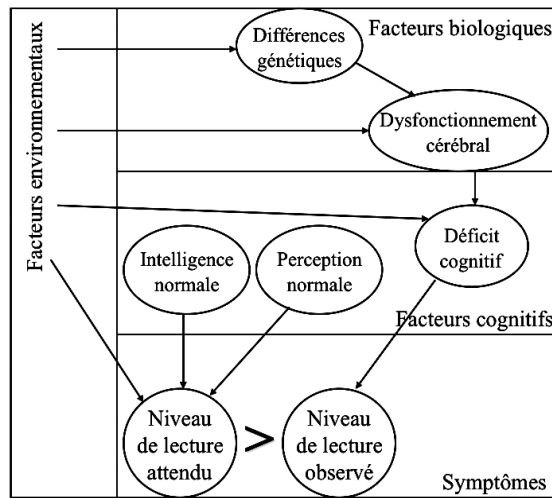 Facteurs environnementaux
Différences
génétiques
Facteurs biologiques
Dysfonctionnement
cérébral
Déficit
cognitif
Intelligence
normale
Perception
normale
Facteurs cognitifs
Niveau
de lecture
attendu
>
Niveau
de lecture
observé
Symptômes